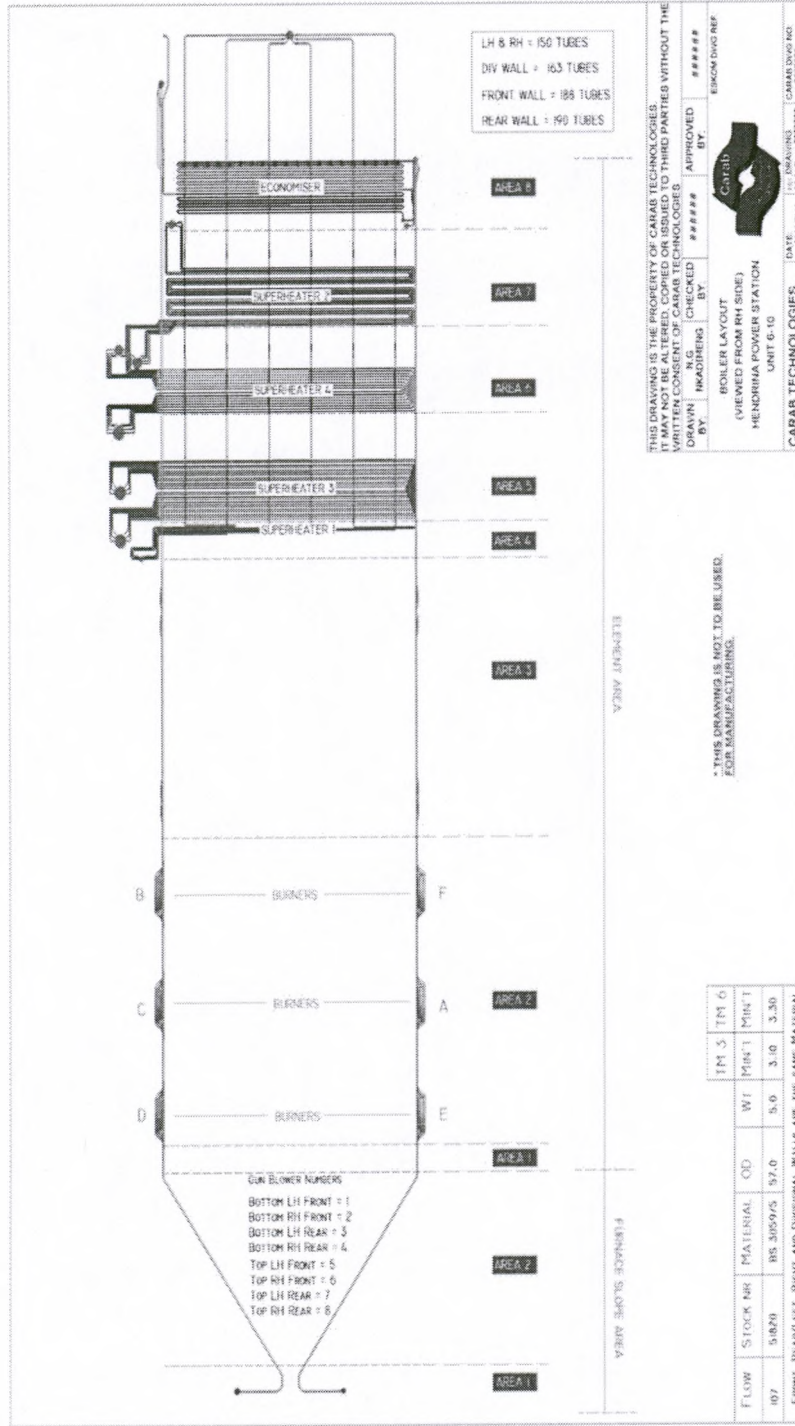 LH & RH = 150 TUBES
DIV WALL = 163 TUBES
FRONT WALL = 188 TUBES
REAR WALL = 190 TUBES
ECONOMISER
AREA 8
SUPERHEATER 2
AREA 7
SUPERHEATER 4
AREA 6
SUPERHEATER 3
AREA 5
SUPERHEATER 1
AREA 4
AREA 3
ELEMENT AREA
B BURNERS F
C BURNERS A
AREA 2
D BURNERS E
AREA 1
GUN BLOWER NUMBERS
BOTTOM LH FRONT = 1
BOTTOM RH FRONT = 2
BOTTOM LH REAR = 3
BOTTOM RH REAR = 4
TOP LH FRONT = 5
TOP RH FRONT = 6
TOP LH REAR = 7
TOP RH REAR = 8
AREA 2
FURNACE SLOPE AREA
AREA 1
THIS DRAWING IS THE PROPERTY OF CARAB TECHNOLOGIES.
IT MAY NOT BE ALTERED, COPIED OR ISSUED TO THIRD PARTIES WITHOUT THE
WRITTEN CONSENT OF CARAB TECHNOLOGIES
DRAWN BY: N.G. NKADIMENG CHECKED BY: ###### APPROVED BY: ######
BOILER LAYOUT
(VIEWED FROM RH SIDE)
HENDRINA POWER STATION
UNIT 6-10
Carab
ESKOM DWG REF
CARAB TECHNOLOGIES
DATE
DRAWING
CARAB DWG NO
* THIS DRAWING IS NOT TO BE USED
FOR MANUFACTURING.
TM 3 TM 6
FLOW STOCK NR MATERIAL OD WT MIN'T MIN'T
107 51820 BS 3059/5 57.0 5.0 3.10 3.30